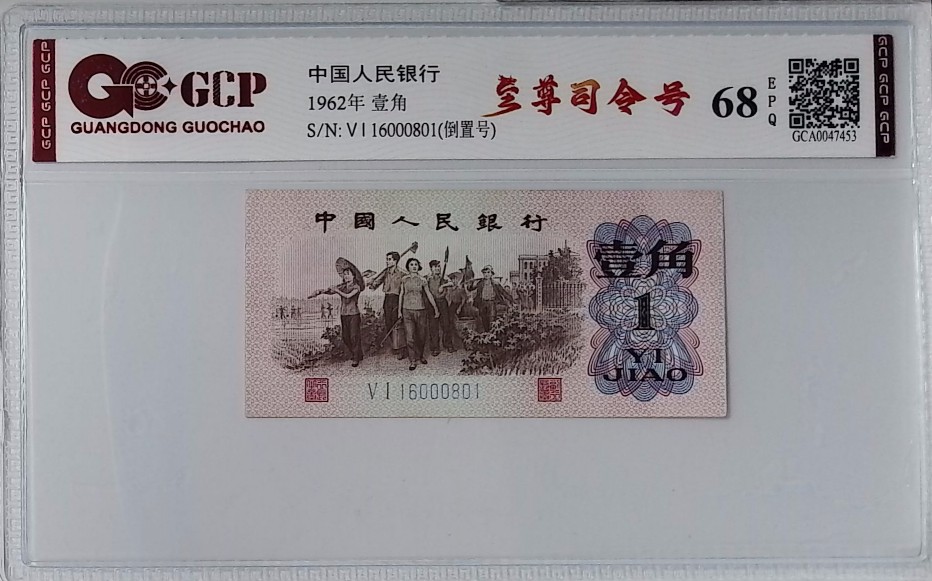 GCP
GUANGDONG GUOCHAO
中国人民银行
1962年 壹角
S/N: VI16000801(倒置号)
至尊司令号
68
EPQ
GCA0047453
GCP GCP GCP
GCP GCP GCP
中國人民銀行
壹角
1
YI
JIAO
VI 16000801